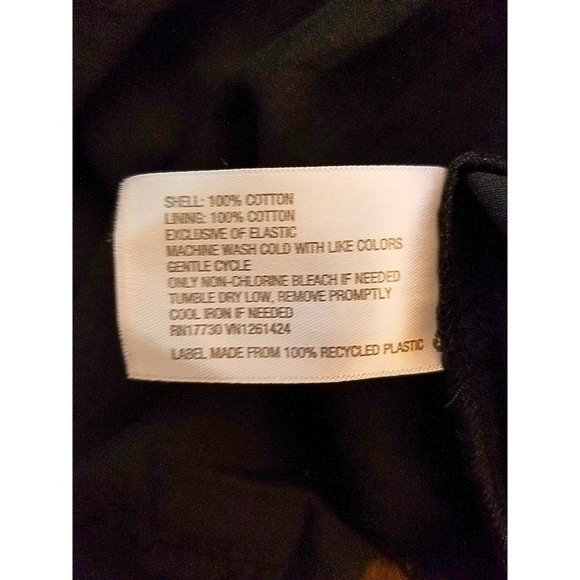 SHELL: 100% COTTON
LINING: 100% COTTON
EXCLUSIVE OF ELASTIC
MACHINE WASH COLD WITH LIKE COLORS
GENTLE CYCLE
ONLY NON-CHLORINE BLEACH IF NEEDED
TUMBLE DRY LOW, REMOVE PROMPTLY
COOL IRON IF NEEDED
RN17730 VN1261424
LABEL MADE FROM 100% RECYCLED PLASTIC